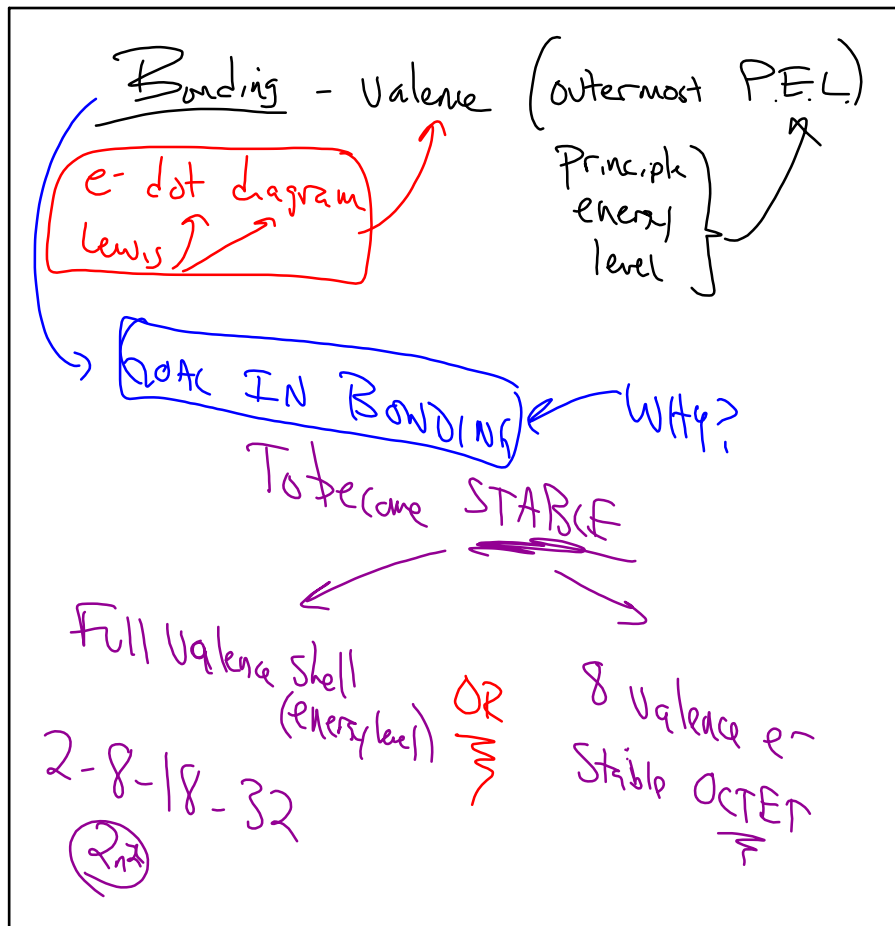 Bonding - Valence (outermost P.E.L.)
e- dot diagram
Lewis
Principle
energy
level
GOAL IN BONDING
WHY?
To become STABLE
Full Valence Shell
(energy level)
OR
8 Valence e-
Stable OCTET
2-8-18-32
2n²